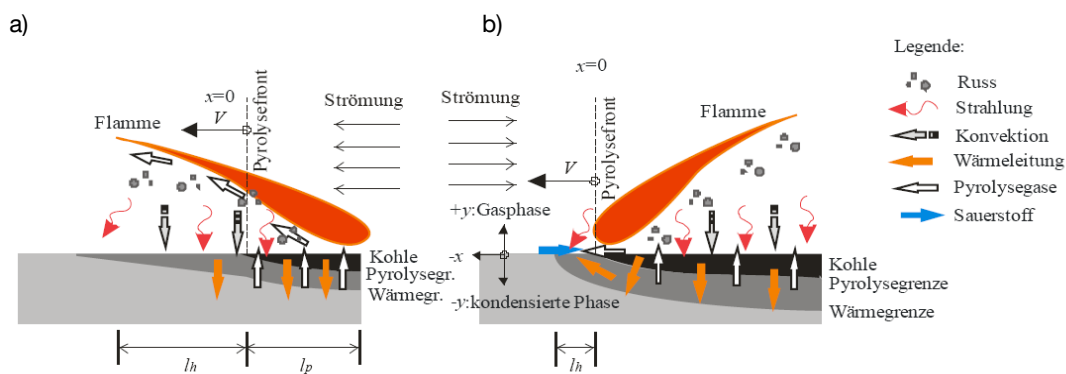 a)
x=0
V
Pyrolysefront
Strömung
Flamme
Kohle
Pyrolysegr.
Wärmegr.
lh
lp
b)
x=0
Strömung
V
Pyrolysefront
+y:Gasphase
-x
-y:kondensierte Phase
Kohle
Pyrolysegrenze
Wärmegrenze
lh
Flamme
Legende:
Russ
Strahlung
Konvektion
Wärmeleitung
Pyrolysegase
Sauerstoff